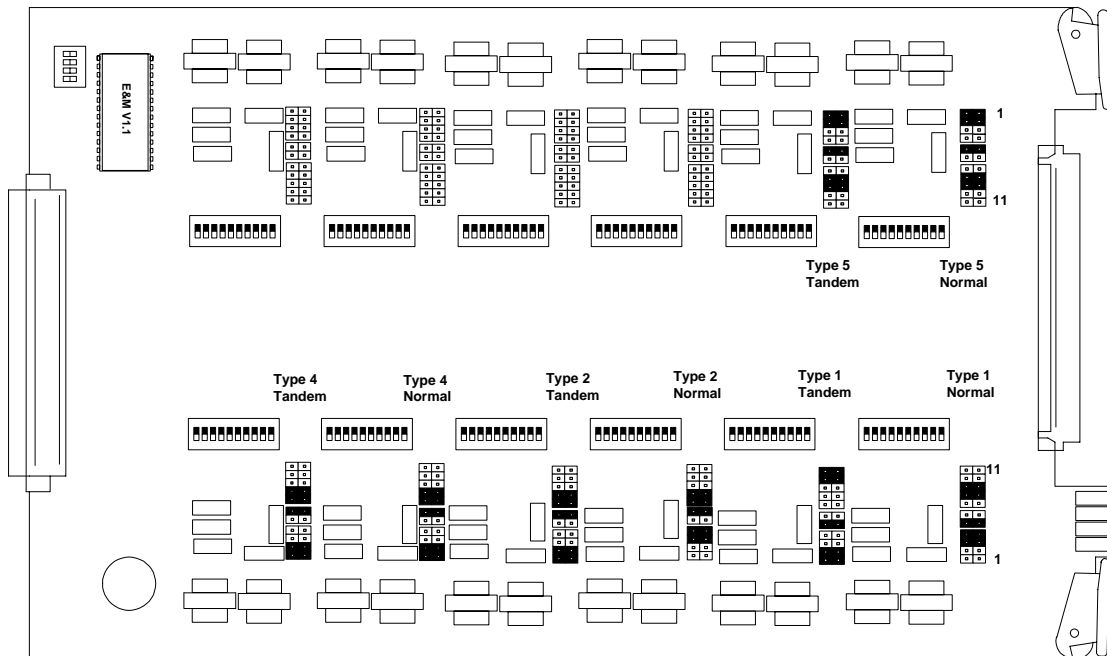 E&M V1.1
1
11
Type 5
Tandem
Type 5
Normal
Type 4
Tandem
Type 4
Normal
Type 2
Tandem
Type 2
Normal
Type 1
Tandem
Type 1
Normal
11
1